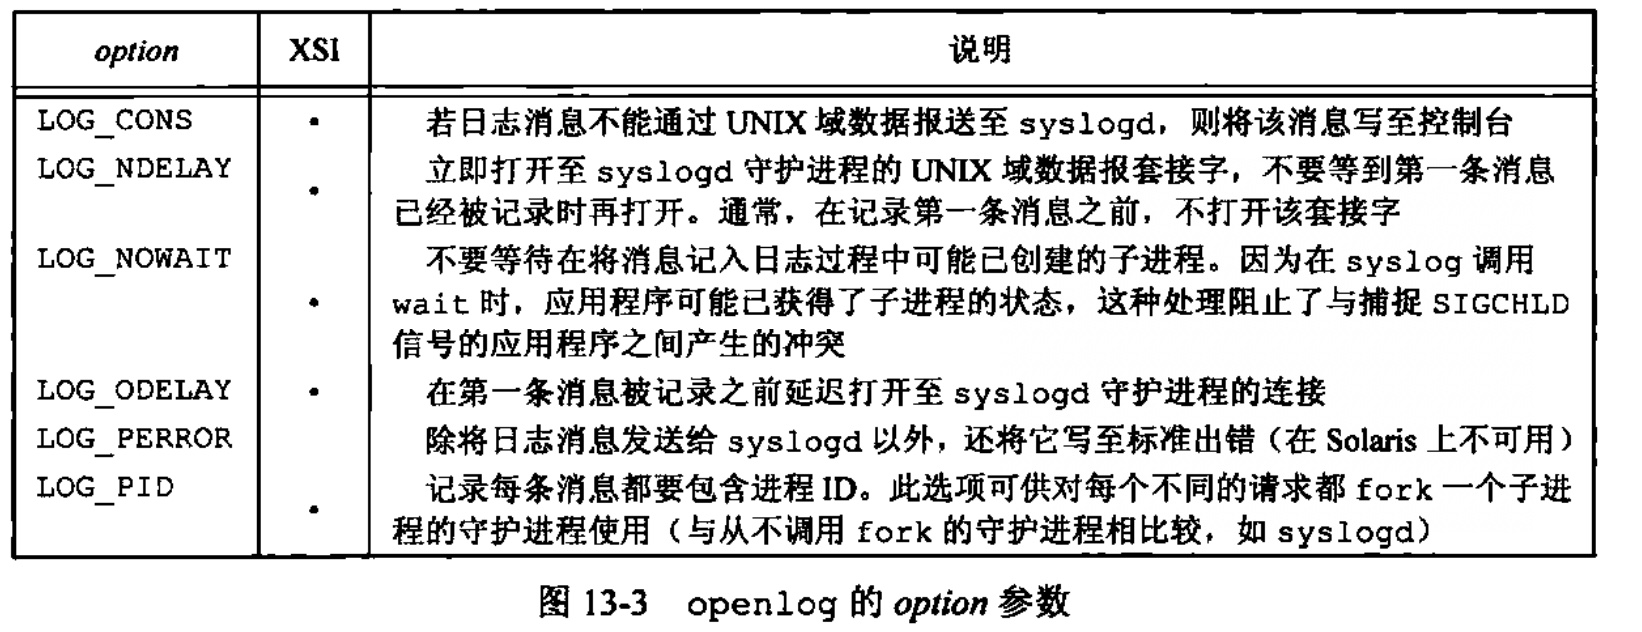 option XSI 说明
LOG_CONS • 若日志消息不能通过 UNIX 域数据报送至 syslogd，则将该消息写至控制台
LOG_NDELAY • 立即打开至 syslogd 守护进程的 UNIX 域数据报套接字，不要等到第一条消息
已经被记录时再打开。通常，在记录第一条消息之前，不打开该套接字
LOG_NOWAIT • 不要等待在将消息记入日志过程中可能已创建的子进程。因为在 syslog 调用
wait 时，应用程序可能已获得了子进程的状态，这种处理阻止了与捕捉 SIGCHLD
信号的应用程序之间产生的冲突
LOG_ODELAY • 在第一条消息被记录之前延迟打开至 syslogd 守护进程的连接
LOG_PERROR 除将日志消息发送给 syslogd 以外，还将它写至标准出错（在 Solaris 上不可用）
LOG_PID • 记录每条消息都要包含进程 ID。此选项可供对每个不同的请求都 fork 一个子进
程的守护进程使用（与从不调用 fork 的守护进程相比较，如 syslogd）
图 13-3 openlog 的 option 参数